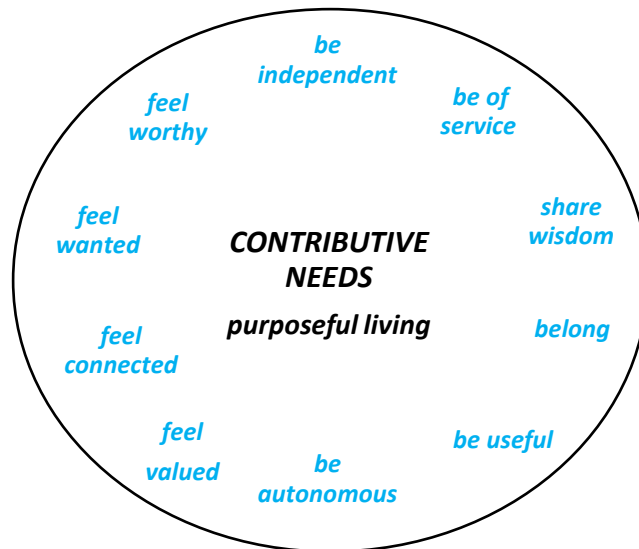 be
independent
be of
service
share
wisdom
belong
be useful
be
autonomous
feel
valued
feel
connected
feel
wanted
feel
worthy
CONTRIBUTIVE
NEEDS
purposeful living